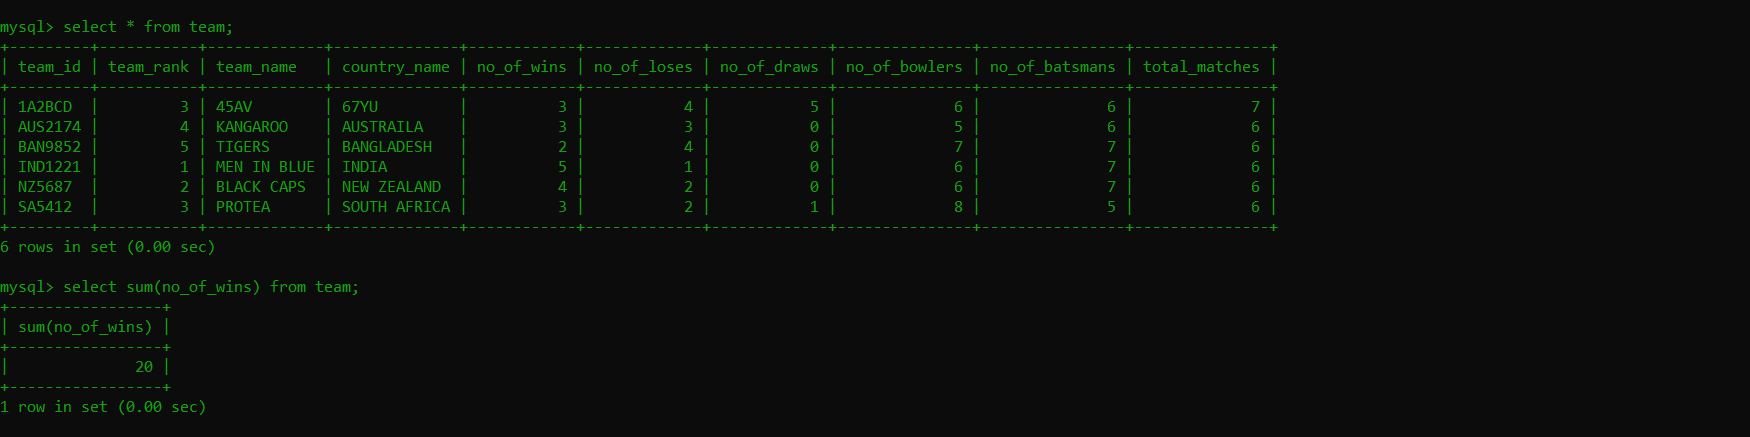 mysql> select * from team;
+---------+-----------+-------------+--------------+------------+-------------+-------------+---------------+----------------+---------------+
| team_id | team_rank | team_name   | country_name | no_of_wins | no_of_loses | no_of_draws | no_of_bowlers | no_of_batsmans | total_matches |
+---------+-----------+-------------+--------------+------------+-------------+-------------+---------------+----------------+---------------+
| 1A2BCD  |         3 | 45AV        | 67YU         |          3 |           4 |           5 |             6 |              6 |             7 |
| AUS2174 |         4 | KANGAROO    | AUSTRAILA    |          3 |           3 |           0 |             5 |              6 |             6 |
| BAN9852 |         5 | TIGERS      | BANGLADESH   |          2 |           4 |           0 |             7 |              7 |             6 |
| IND1221 |         1 | MEN IN BLUE | INDIA        |          5 |           1 |           0 |             6 |              7 |             6 |
| NZ5687  |         2 | BLACK CAPS  | NEW ZEALAND  |          4 |           2 |           0 |             6 |              7 |             6 |
| SA5412  |         3 | PROTEA      | SOUTH AFRICA |          3 |           2 |           1 |             8 |              5 |             6 |
+---------+-----------+-------------+--------------+------------+-------------+-------------+---------------+----------------+---------------+
6 rows in set (0.00 sec)
mysql> select sum(no_of_wins) from team;
+-----------------+
| sum(no_of_wins) |
+-----------------+
|              20 |
+-----------------+
1 row in set (0.00 sec)